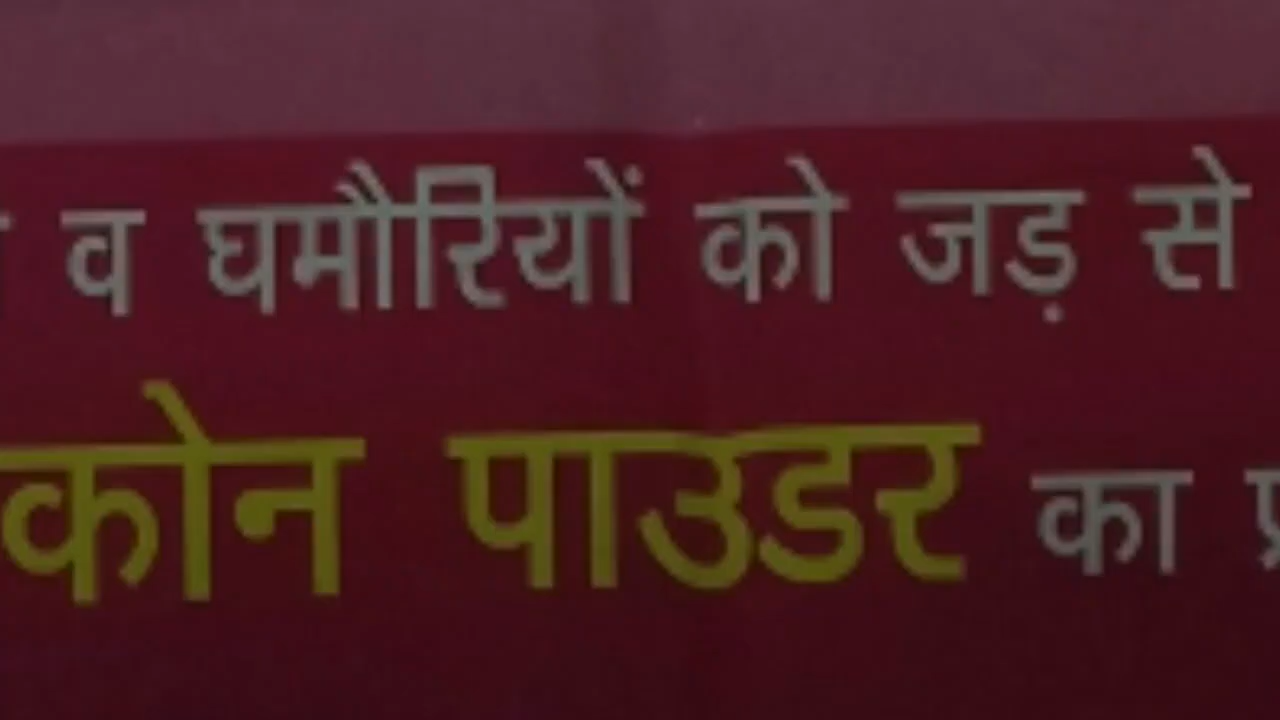 व घमौरियों को जड़ से
कोन पाउडर का